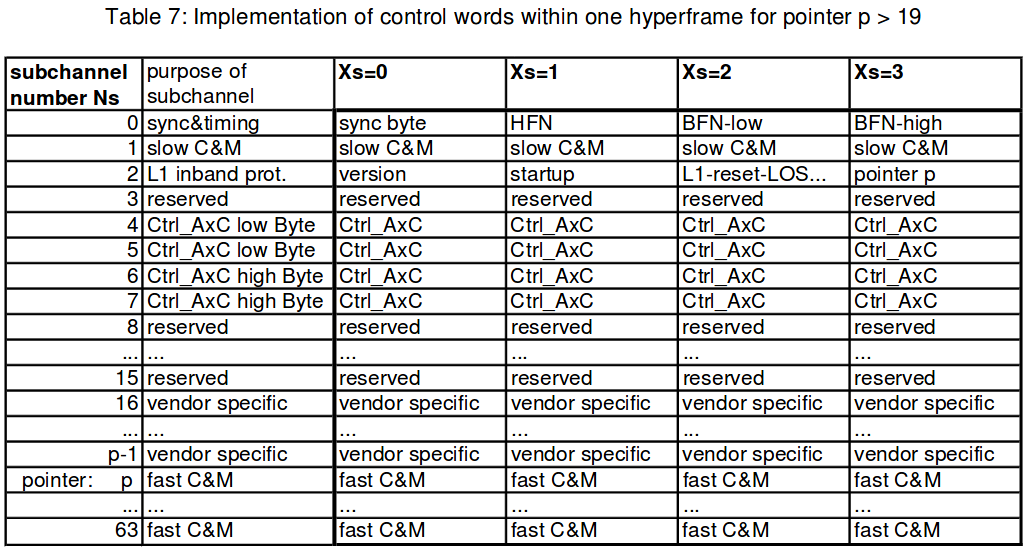 Table 7: Implementation of control words within one hyperframe for pointer p > 19
subchannel number Ns purpose of subchannel Xs=0 Xs=1 Xs=2 Xs=3
0 sync&timing sync byte HFN BFN-low BFN-high
1 slow C&M slow C&M slow C&M slow C&M slow C&M
2 L1 inband prot. version startup L1-reset-LOS... pointer p
3 reserved reserved reserved reserved reserved
4 Ctrl_AxC low Byte Ctrl_AxC Ctrl_AxC Ctrl_AxC Ctrl_AxC
5 Ctrl_AxC low Byte Ctrl_AxC Ctrl_AxC Ctrl_AxC Ctrl_AxC
6 Ctrl_AxC high Byte Ctrl_AxC Ctrl_AxC Ctrl_AxC Ctrl_AxC
7 Ctrl_AxC high Byte Ctrl_AxC Ctrl_AxC Ctrl_AxC Ctrl_AxC
8 reserved reserved reserved reserved reserved
... ... ... ... ... ...
15 reserved reserved reserved reserved reserved
16 vendor specific vendor specific vendor specific vendor specific vendor specific
... ... ... ... ... ...
p-1 vendor specific vendor specific vendor specific vendor specific vendor specific
pointer: p fast C&M fast C&M fast C&M fast C&M fast C&M
... ... ... ... ... ...
63 fast C&M fast C&M fast C&M fast C&M fast C&M